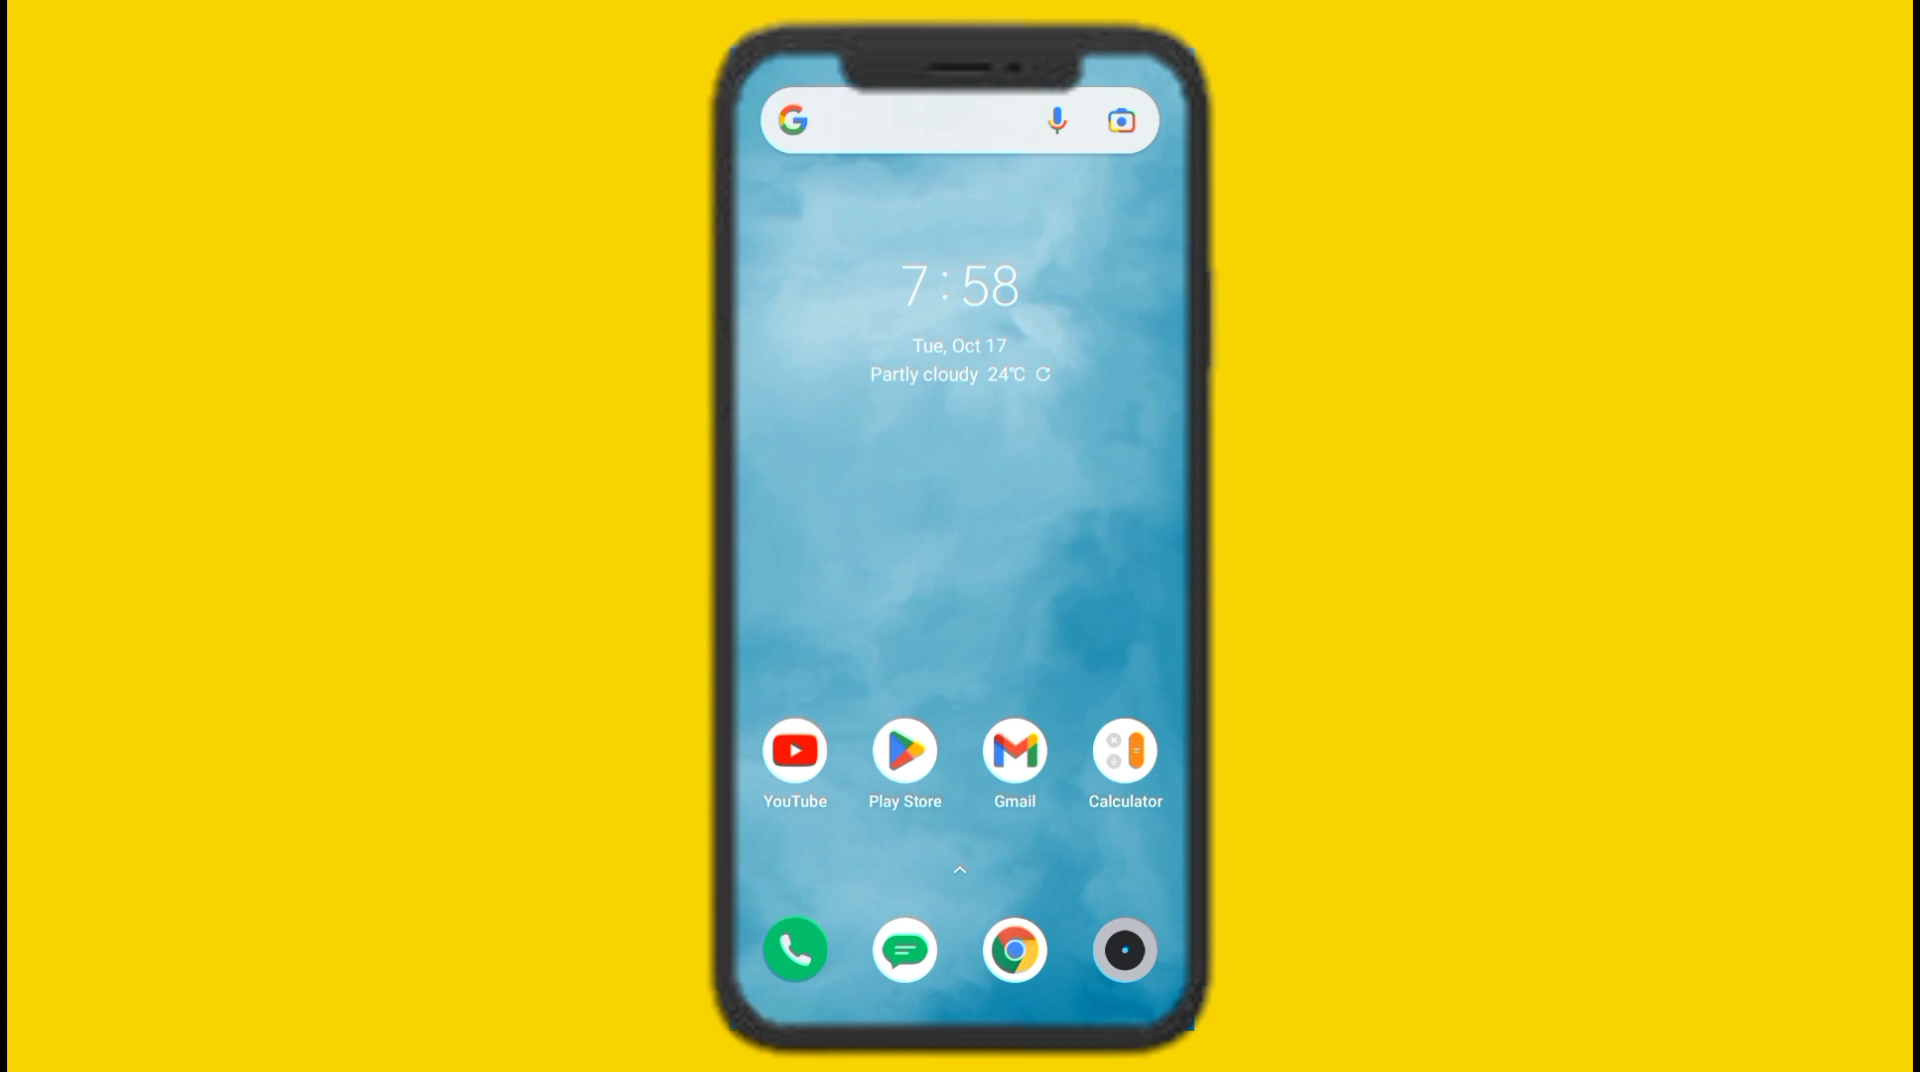 7:58
Tue, Oct 17
Partly cloudy 24°C
YouTube
Play Store
Gmail
Calculator